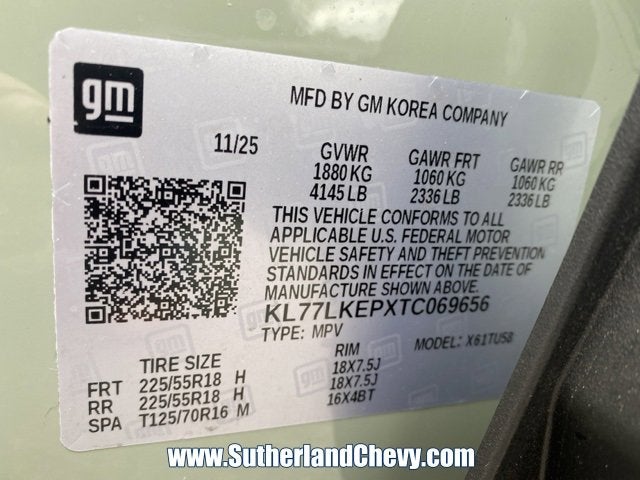 gm
MFD BY GM KOREA COMPANY
11/25 GVWR GAWR FRT GAWR RR
1880 KG 1060 KG 1060 KG
4145 LB 2336 LB 2336 LB
THIS VEHICLE CONFORMS TO ALL
APPLICABLE U.S. FEDERAL MOTOR
VEHICLE SAFETY AND THEFT PREVENTION
STANDARDS IN EFFECT ON THE DATE OF
MANUFACTURE SHOWN ABOVE.
KL77LKEPXTC069656
TYPE: MPV MODEL: X61TU58
TIRE SIZE RIM
FRT 225/55R18 H 18X7.5J
RR 225/55R18 H 18X7.5J
SPA T125/70R16 M 16X4BT
www.SutherlandChevy.com